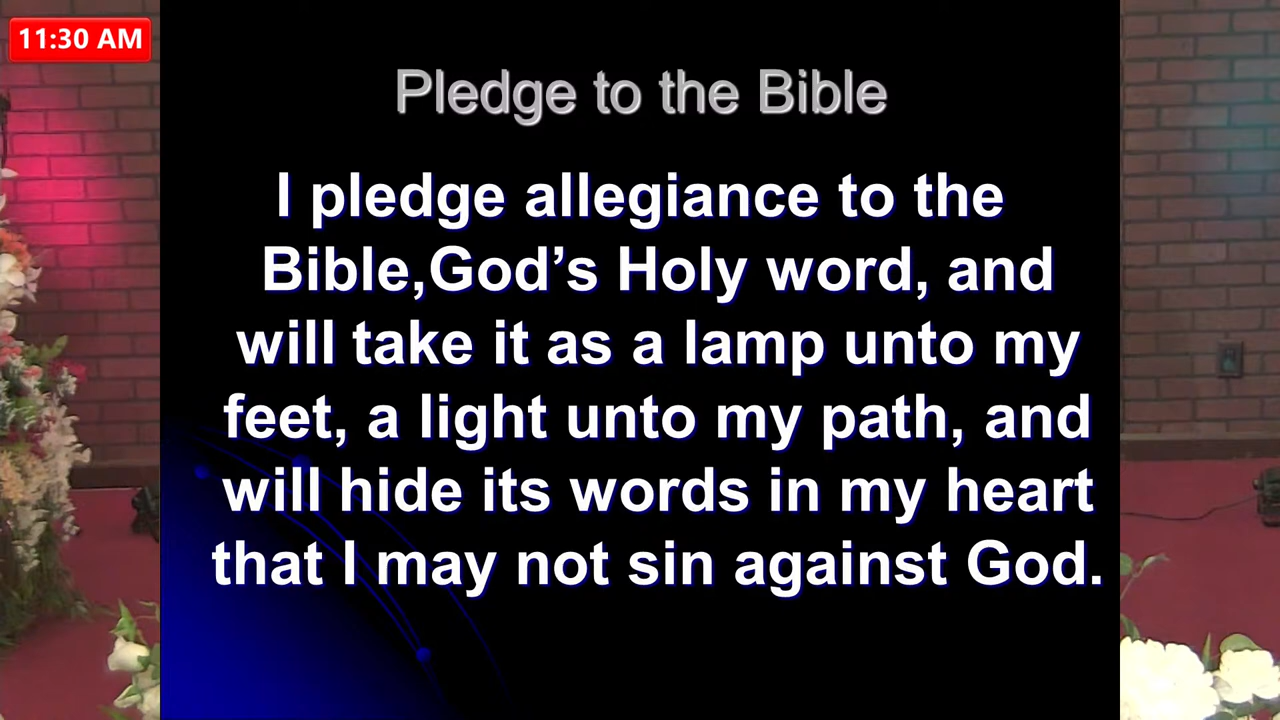 11:30 AM
Pledge to the Bible
I pledge allegiance to the
Bible,God’s Holy word, and
will take it as a lamp unto my
feet, a light unto my path, and
will hide its words in my heart
that I may not sin against God.